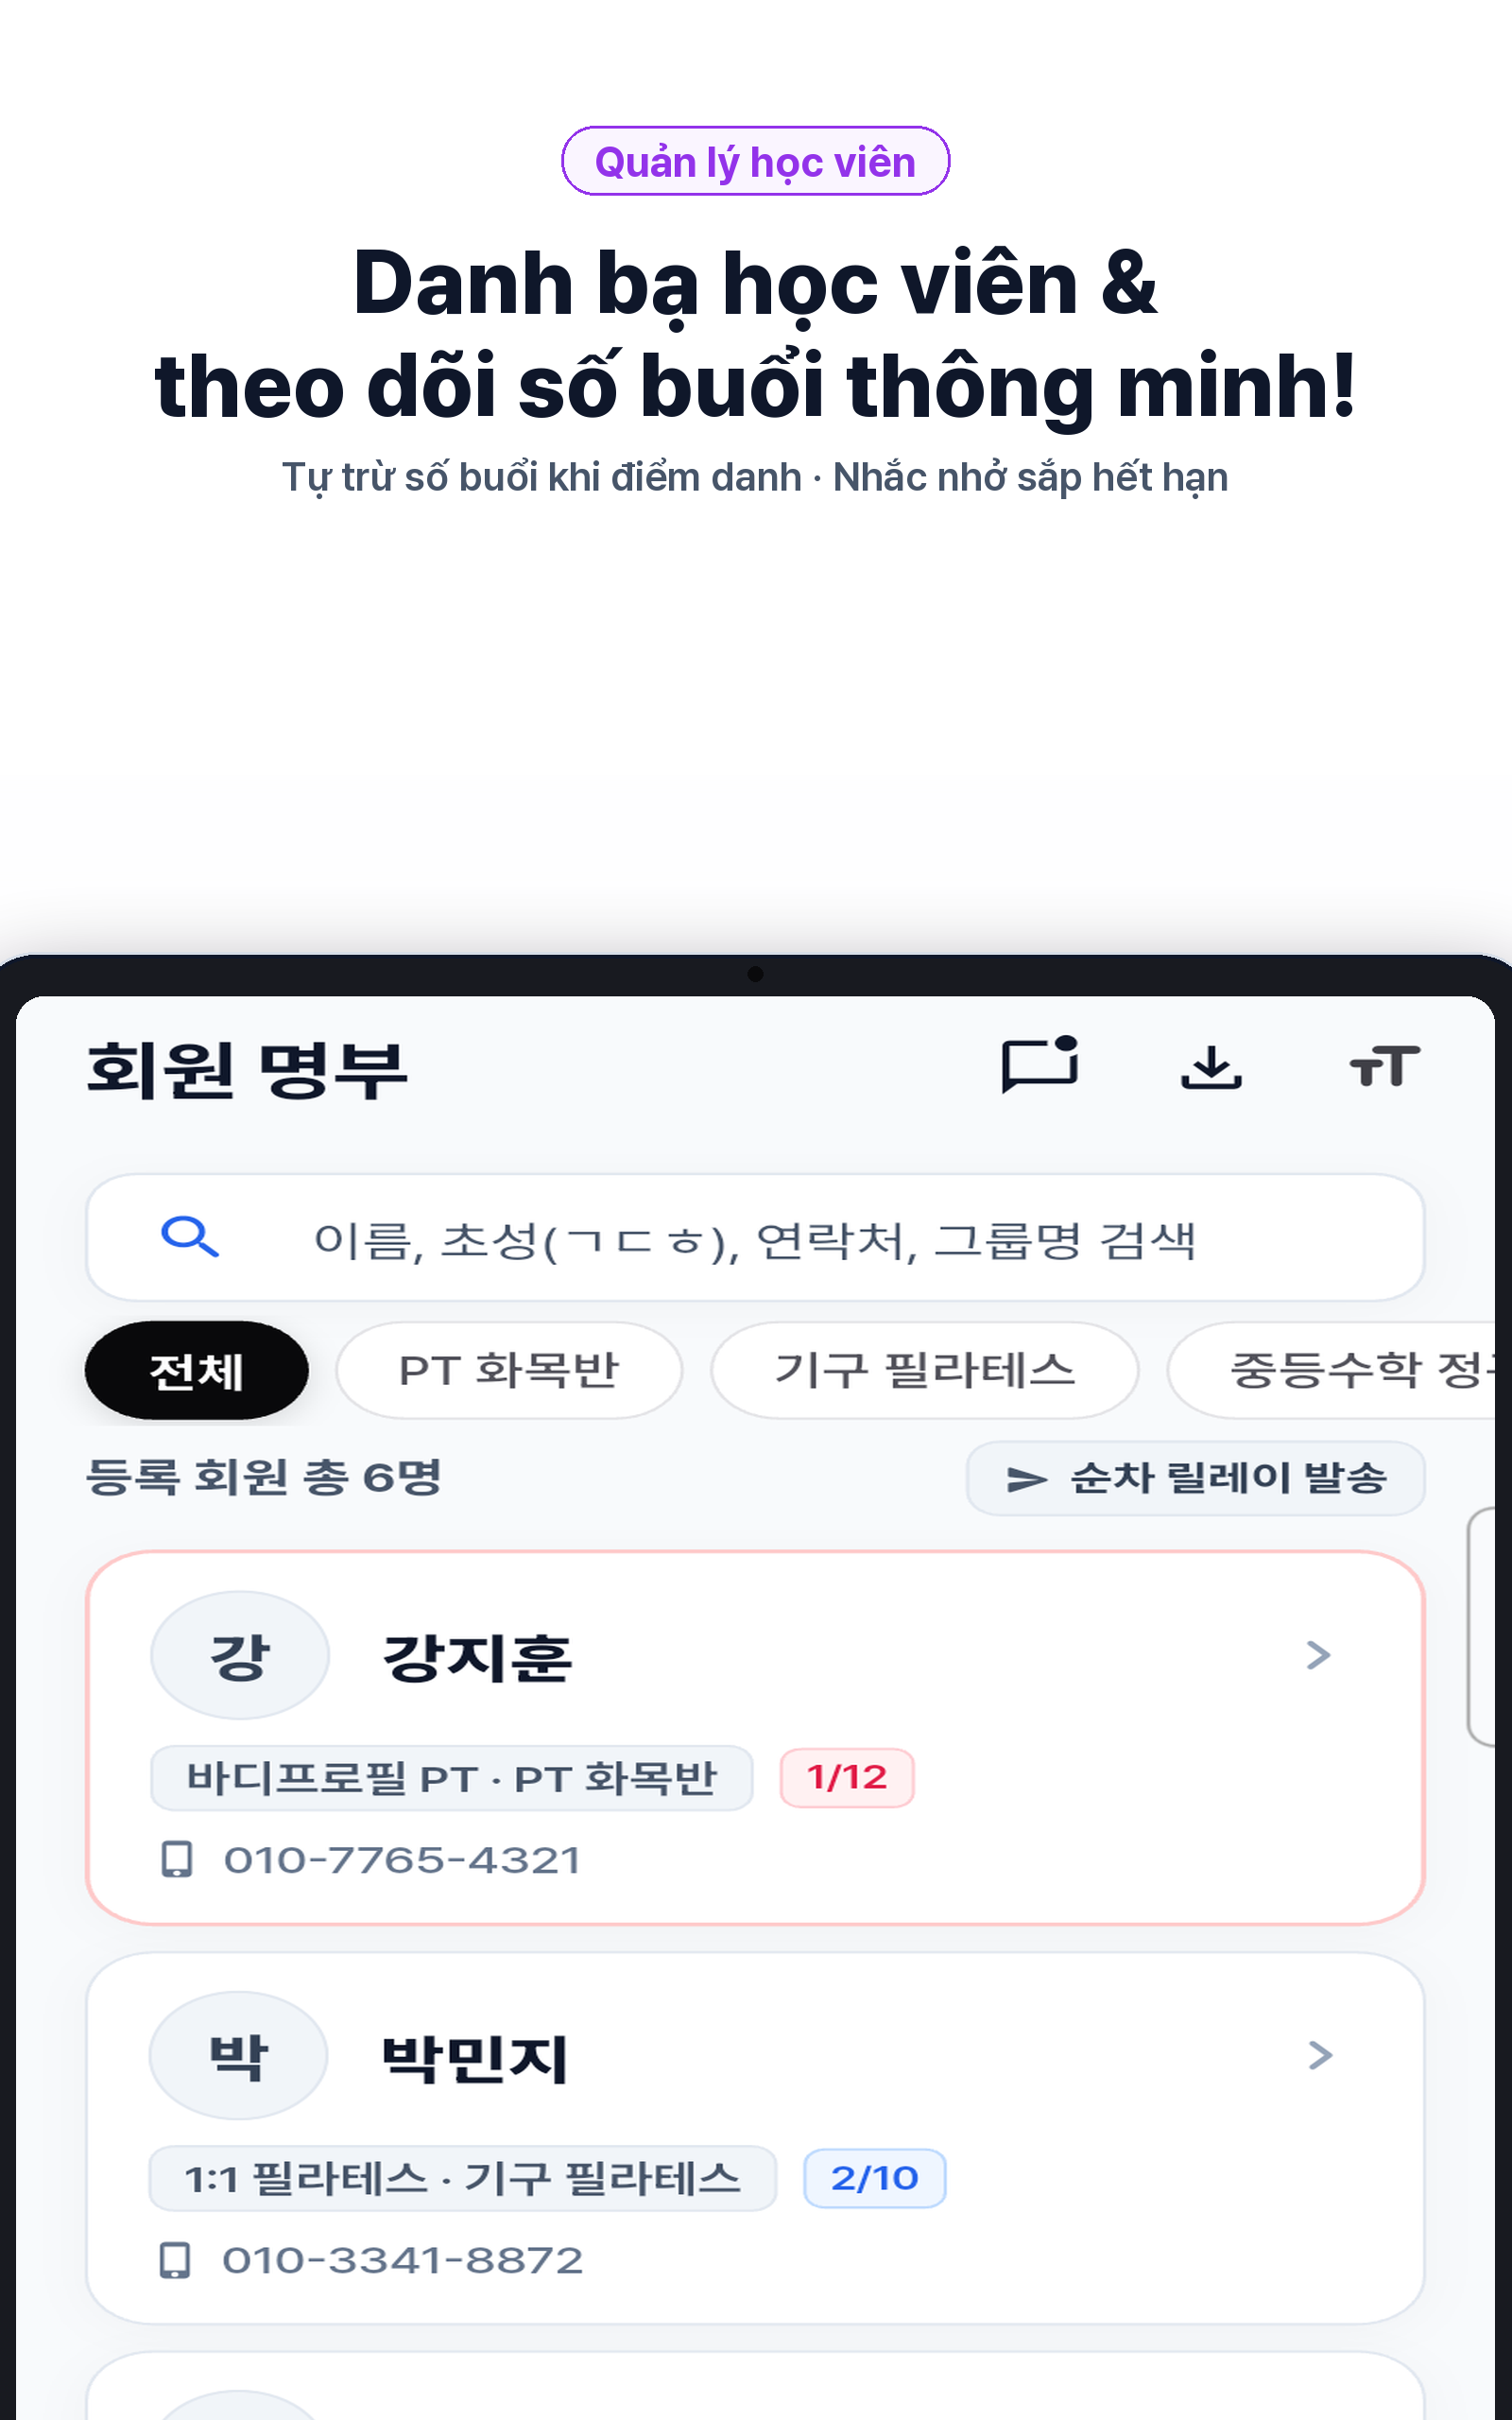 Quản lý học viên
Danh bạ học viên &
theo dõi số buổi thông minh!
Tự trừ số buổi khi điểm danh · Nhắc nhở sắp hết hạn
회원 명부
이름, 초성(ㄱㄷㅎ), 연락처, 그룹명 검색
전체 PT 화목반 기구 필라테스 중등수학
등록 회원 총 6명 순차 릴레이 발송
강 강지훈
바디프로필 PT · PT 화목반 1/12
010-7765-4321
박 박민지
1:1 필라테스 · 기구 필라테스 2/10
010-3341-8872